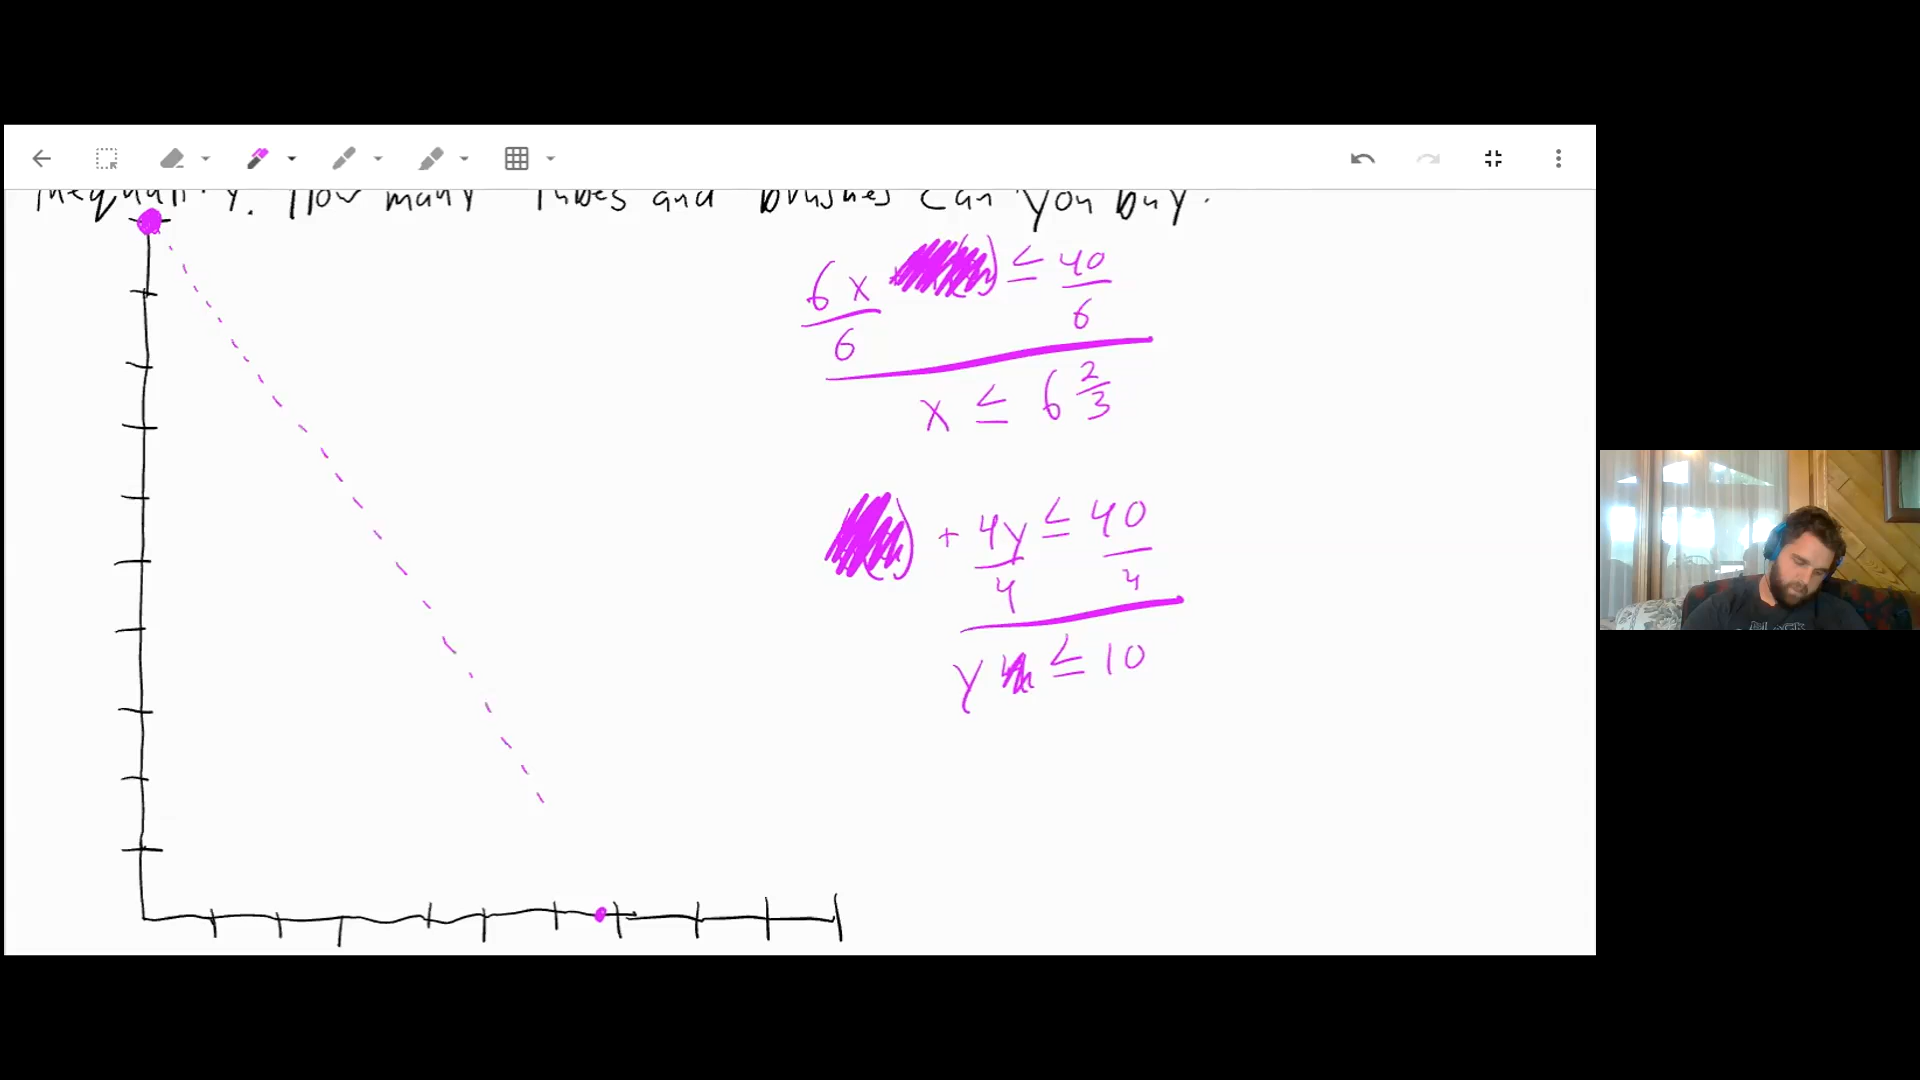 Inequality. How many tubes and brushes can you buy.
6x ≤ 40
6 6
x ≤ 6 2/3
+ 4y ≤ 40
4 4
y ≤ 10
BLACK